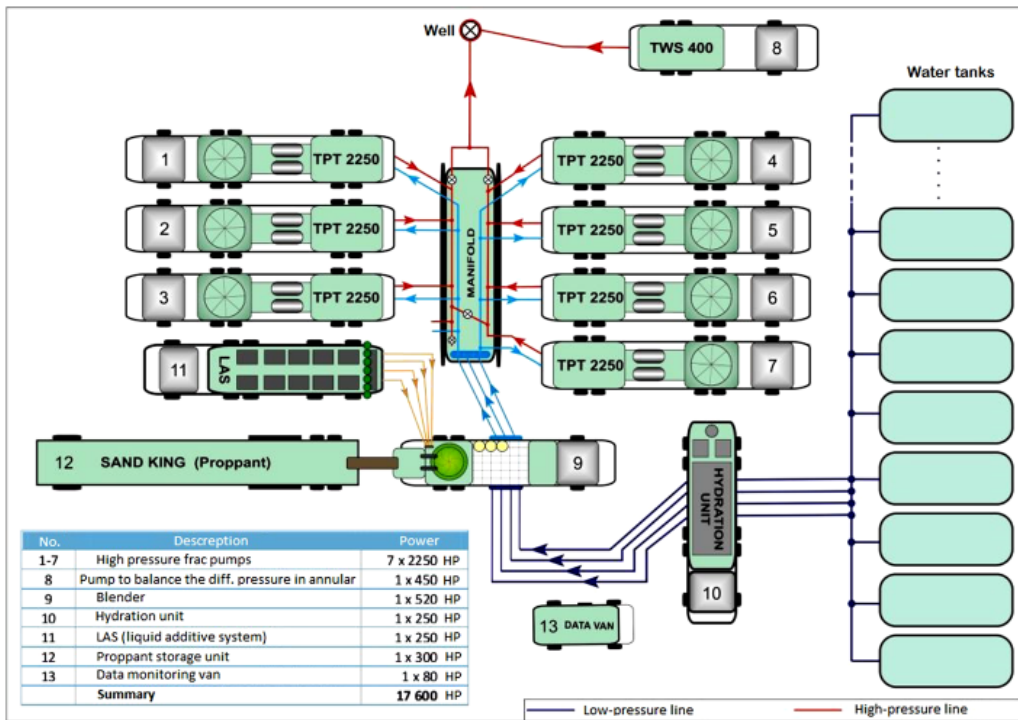 Well
TWS 400
8
Water tanks
1
TPT 2250
TPT 2250
4
2
TPT 2250
TPT 2250
5
3
TPT 2250
TPT 2250
6
MANIFOLD
11
LAS
TPT 2250
7
12
SAND KING (Proppant)
9
HYDRATION
UNIT
10
13 DATA VAN
No. Descreption Power
1-7 High pressure frac pumps 7 x 2250 HP
8 Pump to balance the diff. pressure in annular 1 x 450 HP
9 Blender 1 x 520 HP
10 Hydration unit 1 x 250 HP
11 LAS (liquid additive system) 1 x 250 HP
12 Proppant storage unit 1 x 300 HP
13 Data monitoring van 1 x 80 HP
Summary 17 600 HP
Low-pressure line
High-pressure line